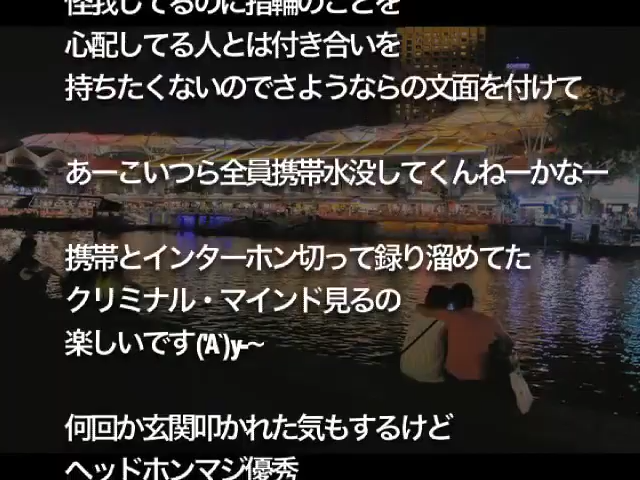 怪我してるのに指輪のことを
心配してる人とは付き合いを
持ちたくないのでさようならの文面を付けて
あーこいつら全員携帯水没してくんねーかなー
携帯とインターホン切って録り溜めてた
クリミナル・マインド見るの
楽しいです('A`)y-~
何回か玄関叩かれた気もするけど
ヘッドホンマジ優秀